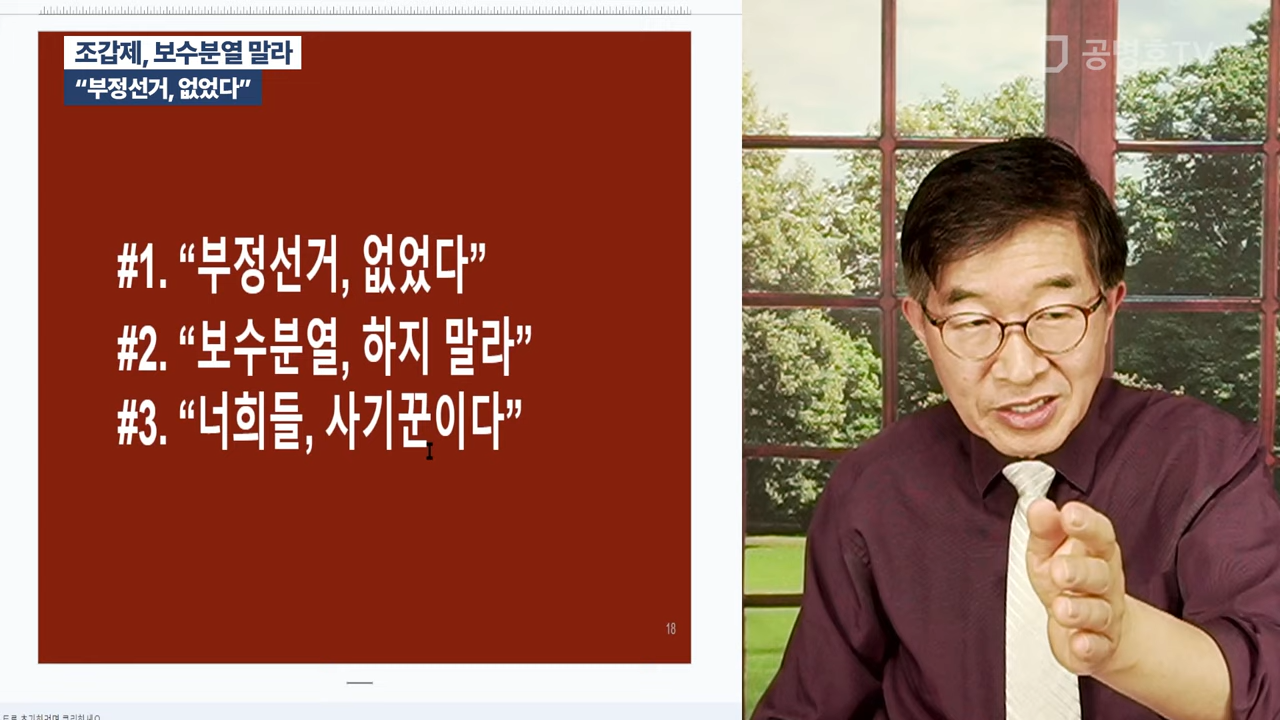 조갑제, 보수분열 말라
“부정선거, 없었다”
공병호TV
#1. “부정선거, 없었다”
#2. “보수분열, 하지 말라”
#3. “너희들, 사기꾼이다”
18